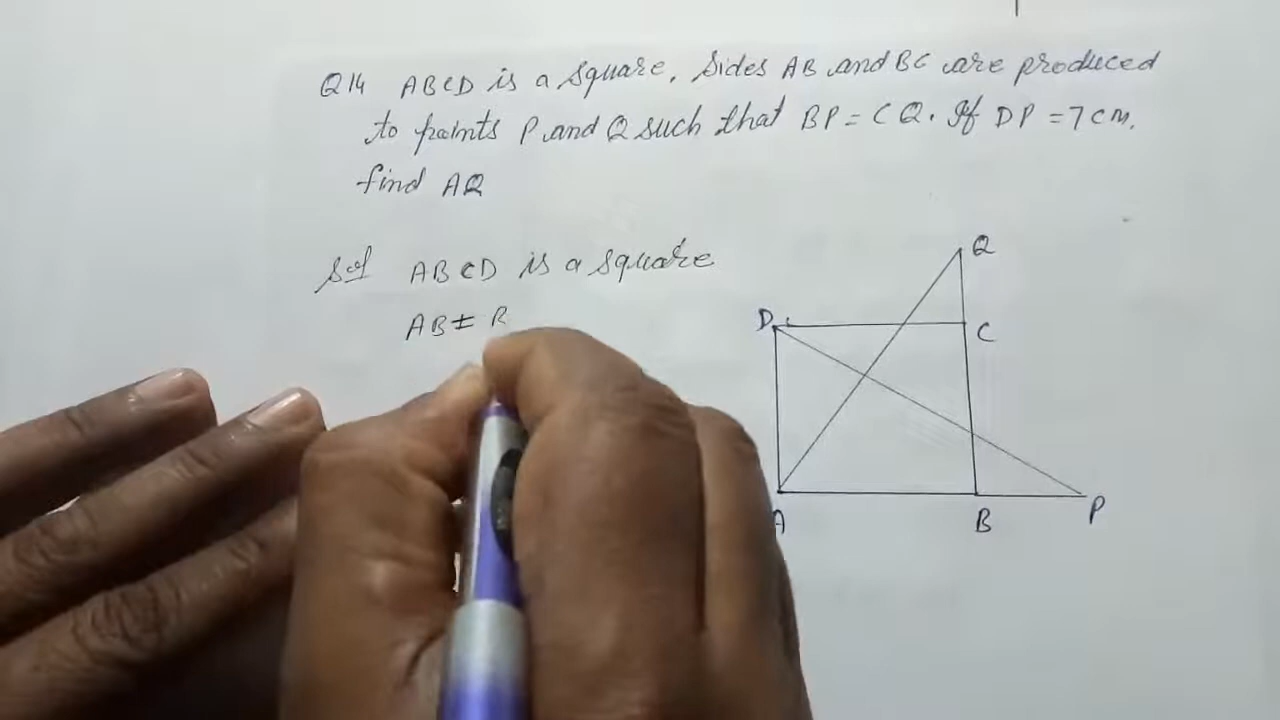 Q14 ABCD is a square, Sides AB and BC are produced
to points P and Q such that BP = CQ. If DP = 7 cm.
find AQ
Sol ABCD is a square
AB = B
Q
D
C
A
B
P